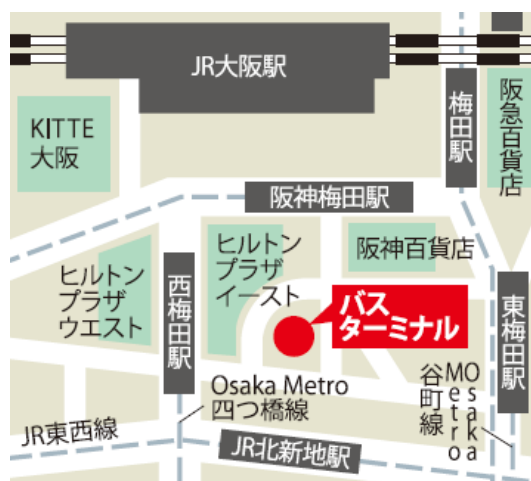 JR大阪駅
KITTE
大阪
梅田駅
阪急百貨店
阪神梅田駅
ヒルトン
プラザ
ウエスト
西梅田駅
ヒルトン
プラザ
イースト
阪神百貨店
バス
ターミナル
東梅田駅
Osaka Metro
四つ橋線
Osaka
Metro
谷町線
JR東西線
JR北新地駅